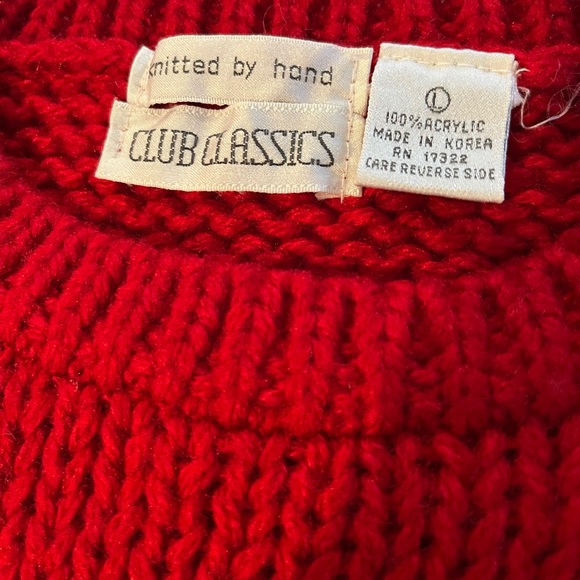 knitted by hand
CLUB CLASSICS
L
100% ACRYLIC
MADE IN KOREA
RN 17322
CARE REVERSE SIDE